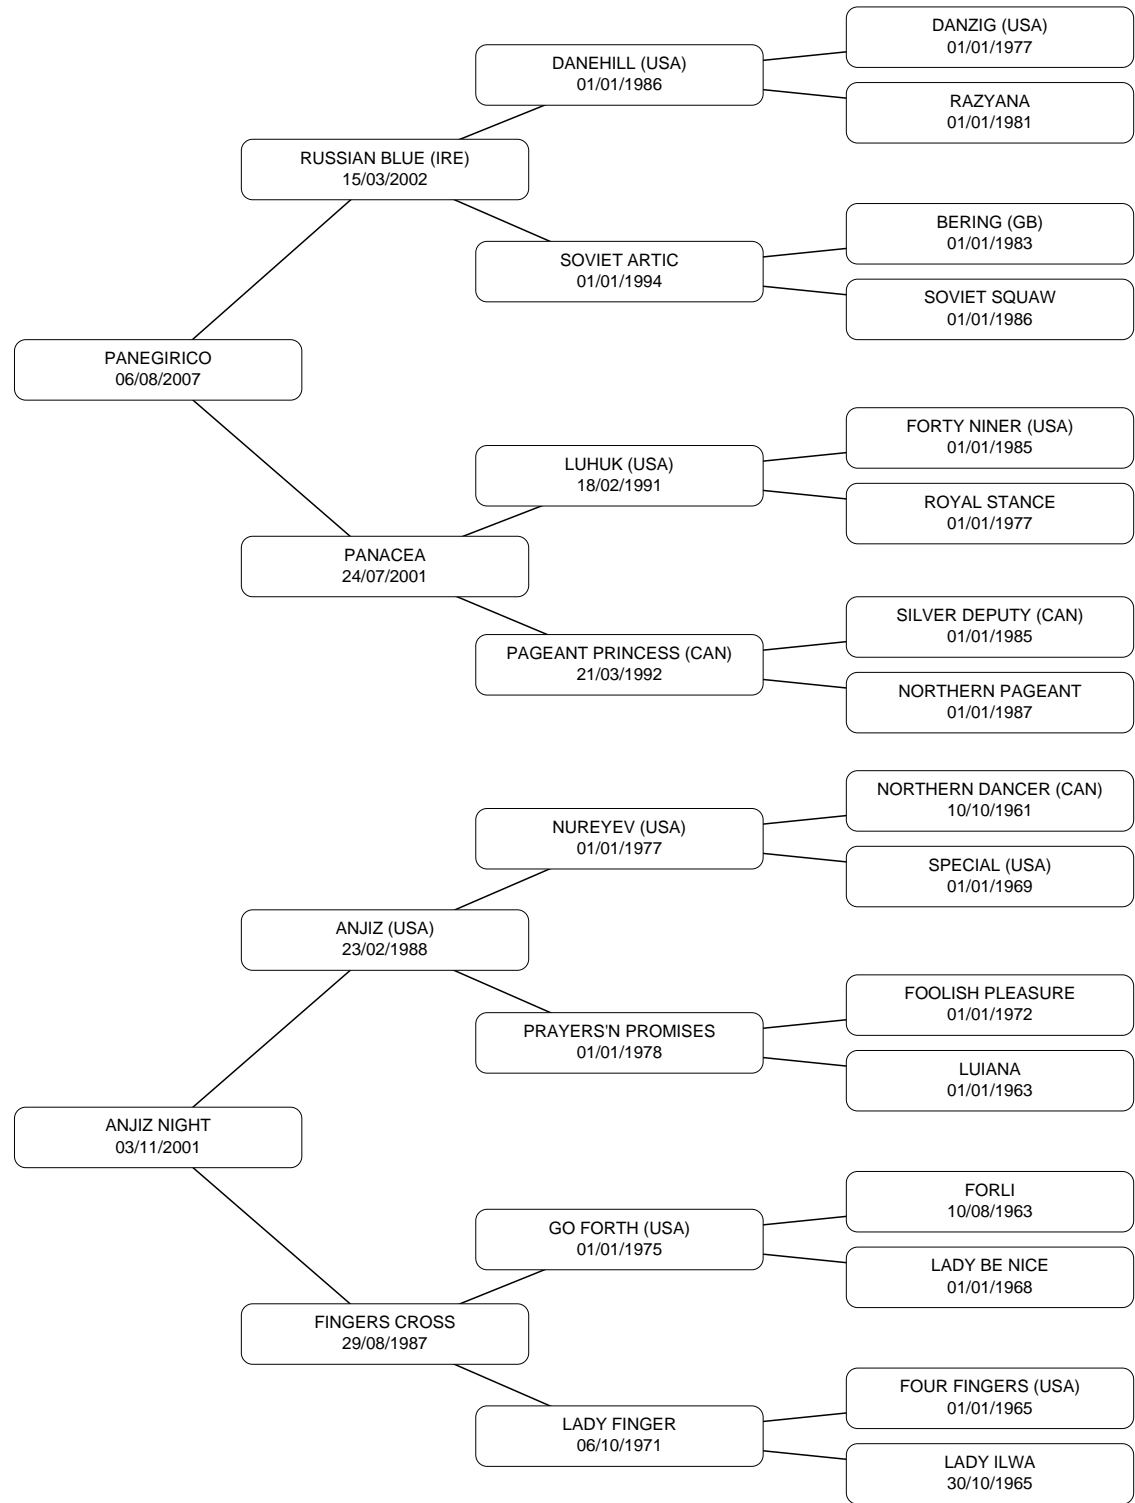 DANZIG (USA)
01/01/1977
DANEHILL (USA)
01/01/1986
RAZYANA
01/01/1981
RUSSIAN BLUE (IRE)
15/03/2002
BERING (GB)
01/01/1983
SOVIET ARTIC
01/01/1994
SOVIET SQUAW
01/01/1986
PANEGIRICO
06/08/2007
FORTY NINER (USA)
01/01/1985
LUHUK (USA)
18/02/1991
ROYAL STANCE
01/01/1977
PANACEA
24/07/2001
SILVER DEPUTY (CAN)
01/01/1985
PAGEANT PRINCESS (CAN)
21/03/1992
NORTHERN PAGEANT
01/01/1987
NORTHERN DANCER (CAN)
10/10/1961
NUREYEV (USA)
01/01/1977
SPECIAL (USA)
01/01/1969
ANJIZ (USA)
23/02/1988
FOOLISH PLEASURE
01/01/1972
PRAYERS'N PROMISES
01/01/1978
LUIANA
01/01/1963
ANJIZ NIGHT
03/11/2001
FORLI
10/08/1963
GO FORTH (USA)
01/01/1975
LADY BE NICE
01/01/1968
FINGERS CROSS
29/08/1987
FOUR FINGERS (USA)
01/01/1965
LADY FINGER
06/10/1971
LADY ILWA
30/10/1965